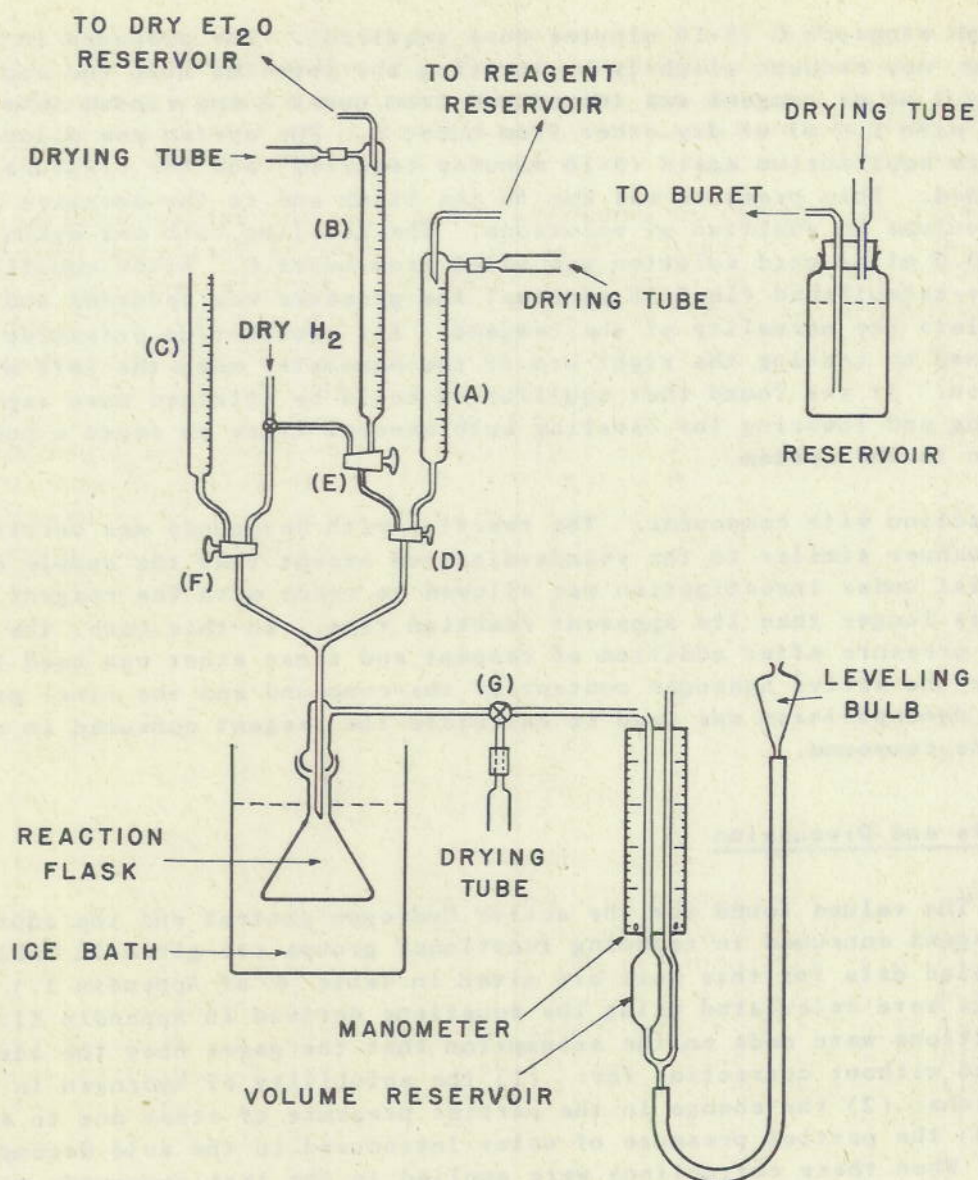 TO DRY ET₂O
RESERVOIR
TO REAGENT
RESERVOIR
DRYING TUBE
DRYING TUBE
TO BURET
(B)
DRYING TUBE
(C)
DRY H₂
(A)
RESERVOIR
(E)
(F)
(D)
(G)
LEVELING
BULB
REACTION
FLASK
DRYING
TUBE
ICE BATH
MANOMETER
VOLUME RESERVOIR